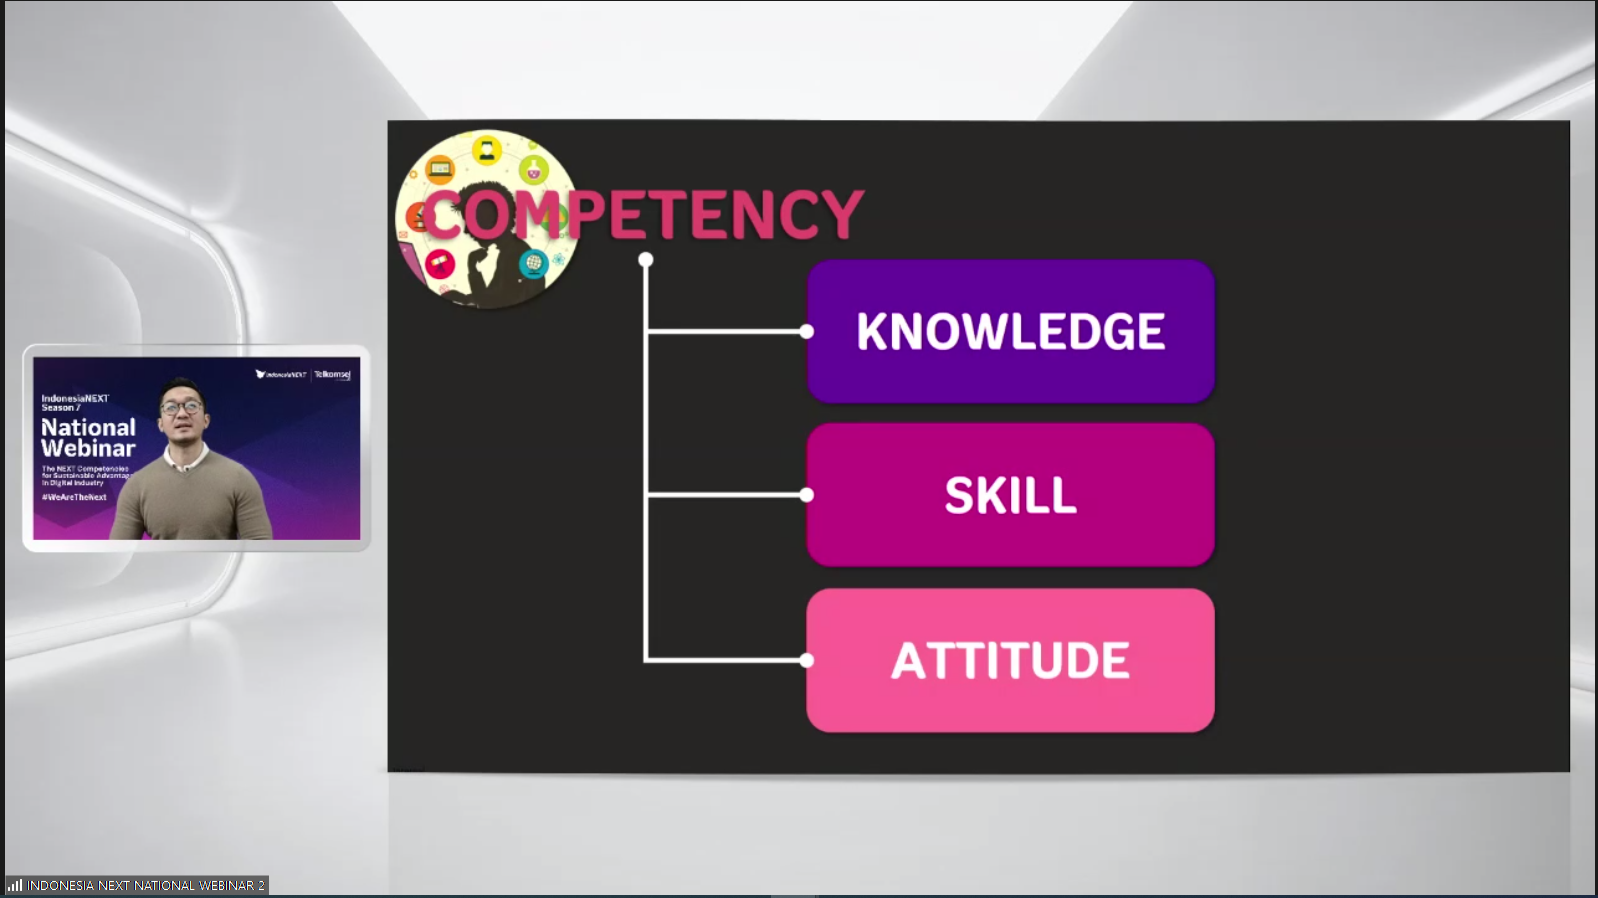 COMPETENCY
KNOWLEDGE
SKILL
ATTITUDE
IndonesiaNEXT
Telkomsel
IndonesiaNEXT
Season 7
National
Webinar
The NEXT Competencies
for Sustainable Advantage
in Digital Industry
#WeAreTheNext
INDONESIA NEXT NATIONAL WEBINAR 2